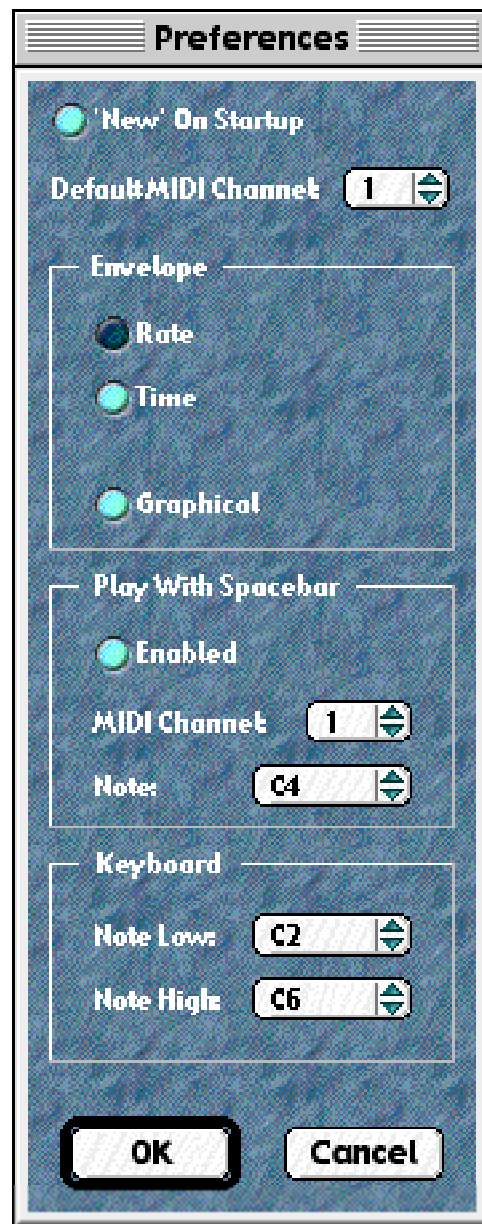 Preferences
'New' On Startup
Default MIDI Channel: 1
Envelope
Rate
Time
Graphical
Play With Spacebar
Enabled
MIDI Channel: 1
Note: C4
Keyboard
Note Low: C2
Note High: C6
OK Cancel